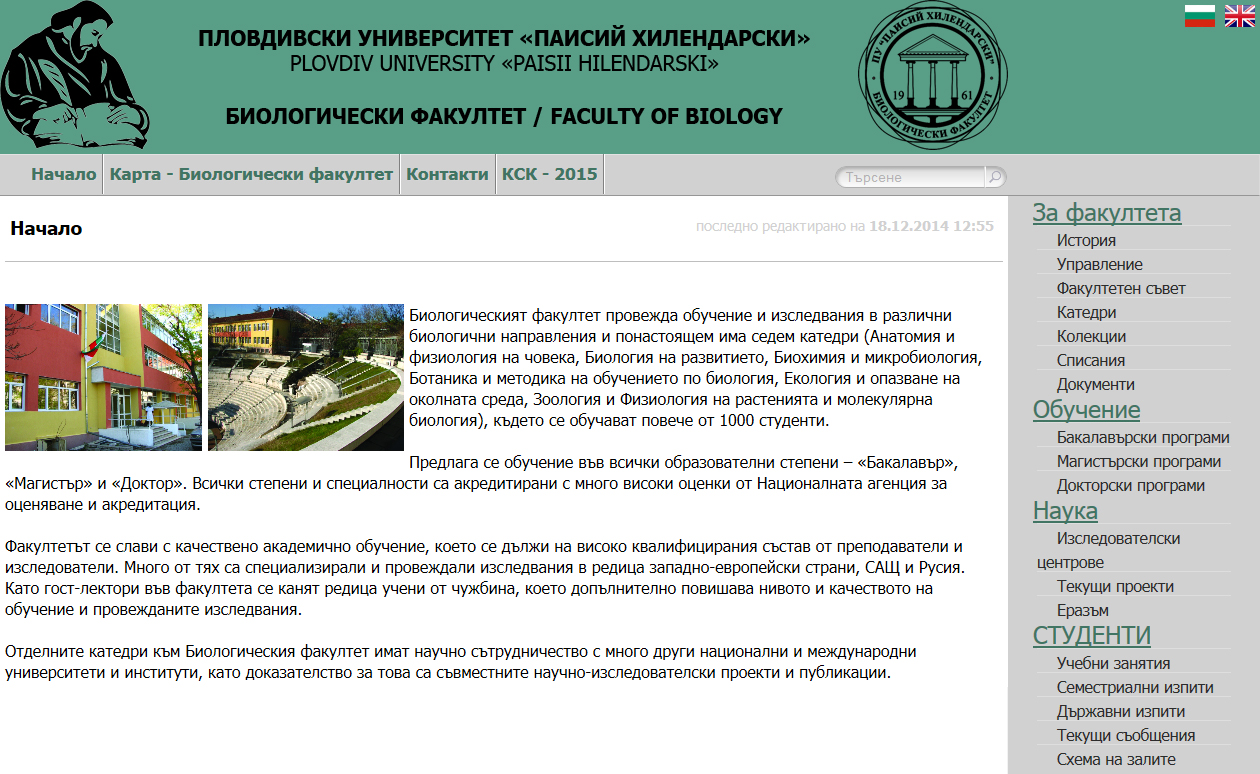 ПЛОВДИВСКИ УНИВЕРСИТЕТ «ПАИСИЙ ХИЛЕНДАРСКИ»
PLOVDIV UNIVERSITY «PAISII HILENDARSKI»
БИОЛОГИЧЕСКИ ФАКУЛТЕТ / FACULTY OF BIOLOGY
ПУ "ПАИСИЙ ХИЛЕНДАРСКИ"
19 61
БИОЛОГИЧЕСКИ ФАКУЛТЕТ
Начало
Карта - Биологически факултет
Контакти
КСК - 2015
Търсене
Начало
последно редактирано на 18.12.2014 12:55
Биологическият факултет провежда обучение и изследвания в различни
биологични направления и понастоящем има седем катедри (Анатомия и
физиология на човека, Биология на развитието, Биохимия и микробиология,
Ботаника и методика на обучението по биология, Екология и опазване на
околната среда, Зоология и Физиология на растенията и молекулярна
биология), където се обучават повече от 1000 студенти.
Предлага се обучение във всички образователни степени – «Бакалавър»,
«Магистър» и «Доктор». Всички степени и специалности са акредитирани с много високи оценки от Националната агенция за
оценяване и акредитация.
Факултетът се слави с качествено академично обучение, което се дължи на високо квалифицирания състав от преподаватели и
изследователи. Много от тях са специализирали и провеждали изследвания в редица западно-европейски страни, САЩ и Русия.
Като гост-лектори във факултета се канят редица учени от чужбина, което допълнително повишава нивото и качеството на
обучение и провежданите изследвания.
Отделните катедри към Биологическия факултет имат научно сътрудничество с много други национални и международни
университети и институти, като доказателство за това са съвместните научно-изследователски проекти и публикации.
За факултета
История
Управление
Факултетен съвет
Катедри
Колекции
Списания
Документи
Обучение
Бакалавърски програми
Магистърски програми
Докторски програми
Наука
Изследователски
центрове
Текущи проекти
Еразъм
СТУДЕНТИ
Учебни занятия
Семестриални изпити
Държавни изпити
Текущи съобщения
Схема на залите